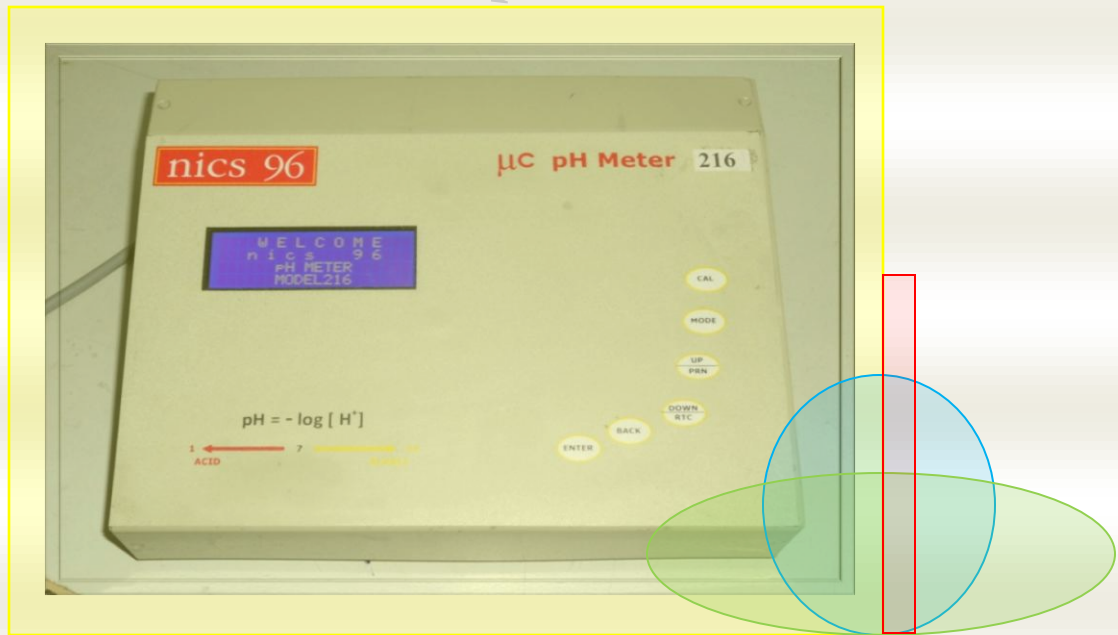 nics 96
μC pH Meter 216
WELCOME
nics 96
pH METER
MODEL216
CAL
MODE
UP
PRN
DOWN
RTC
BACK
ENTER
pH = - log [ H⁺]
1 7
ACID